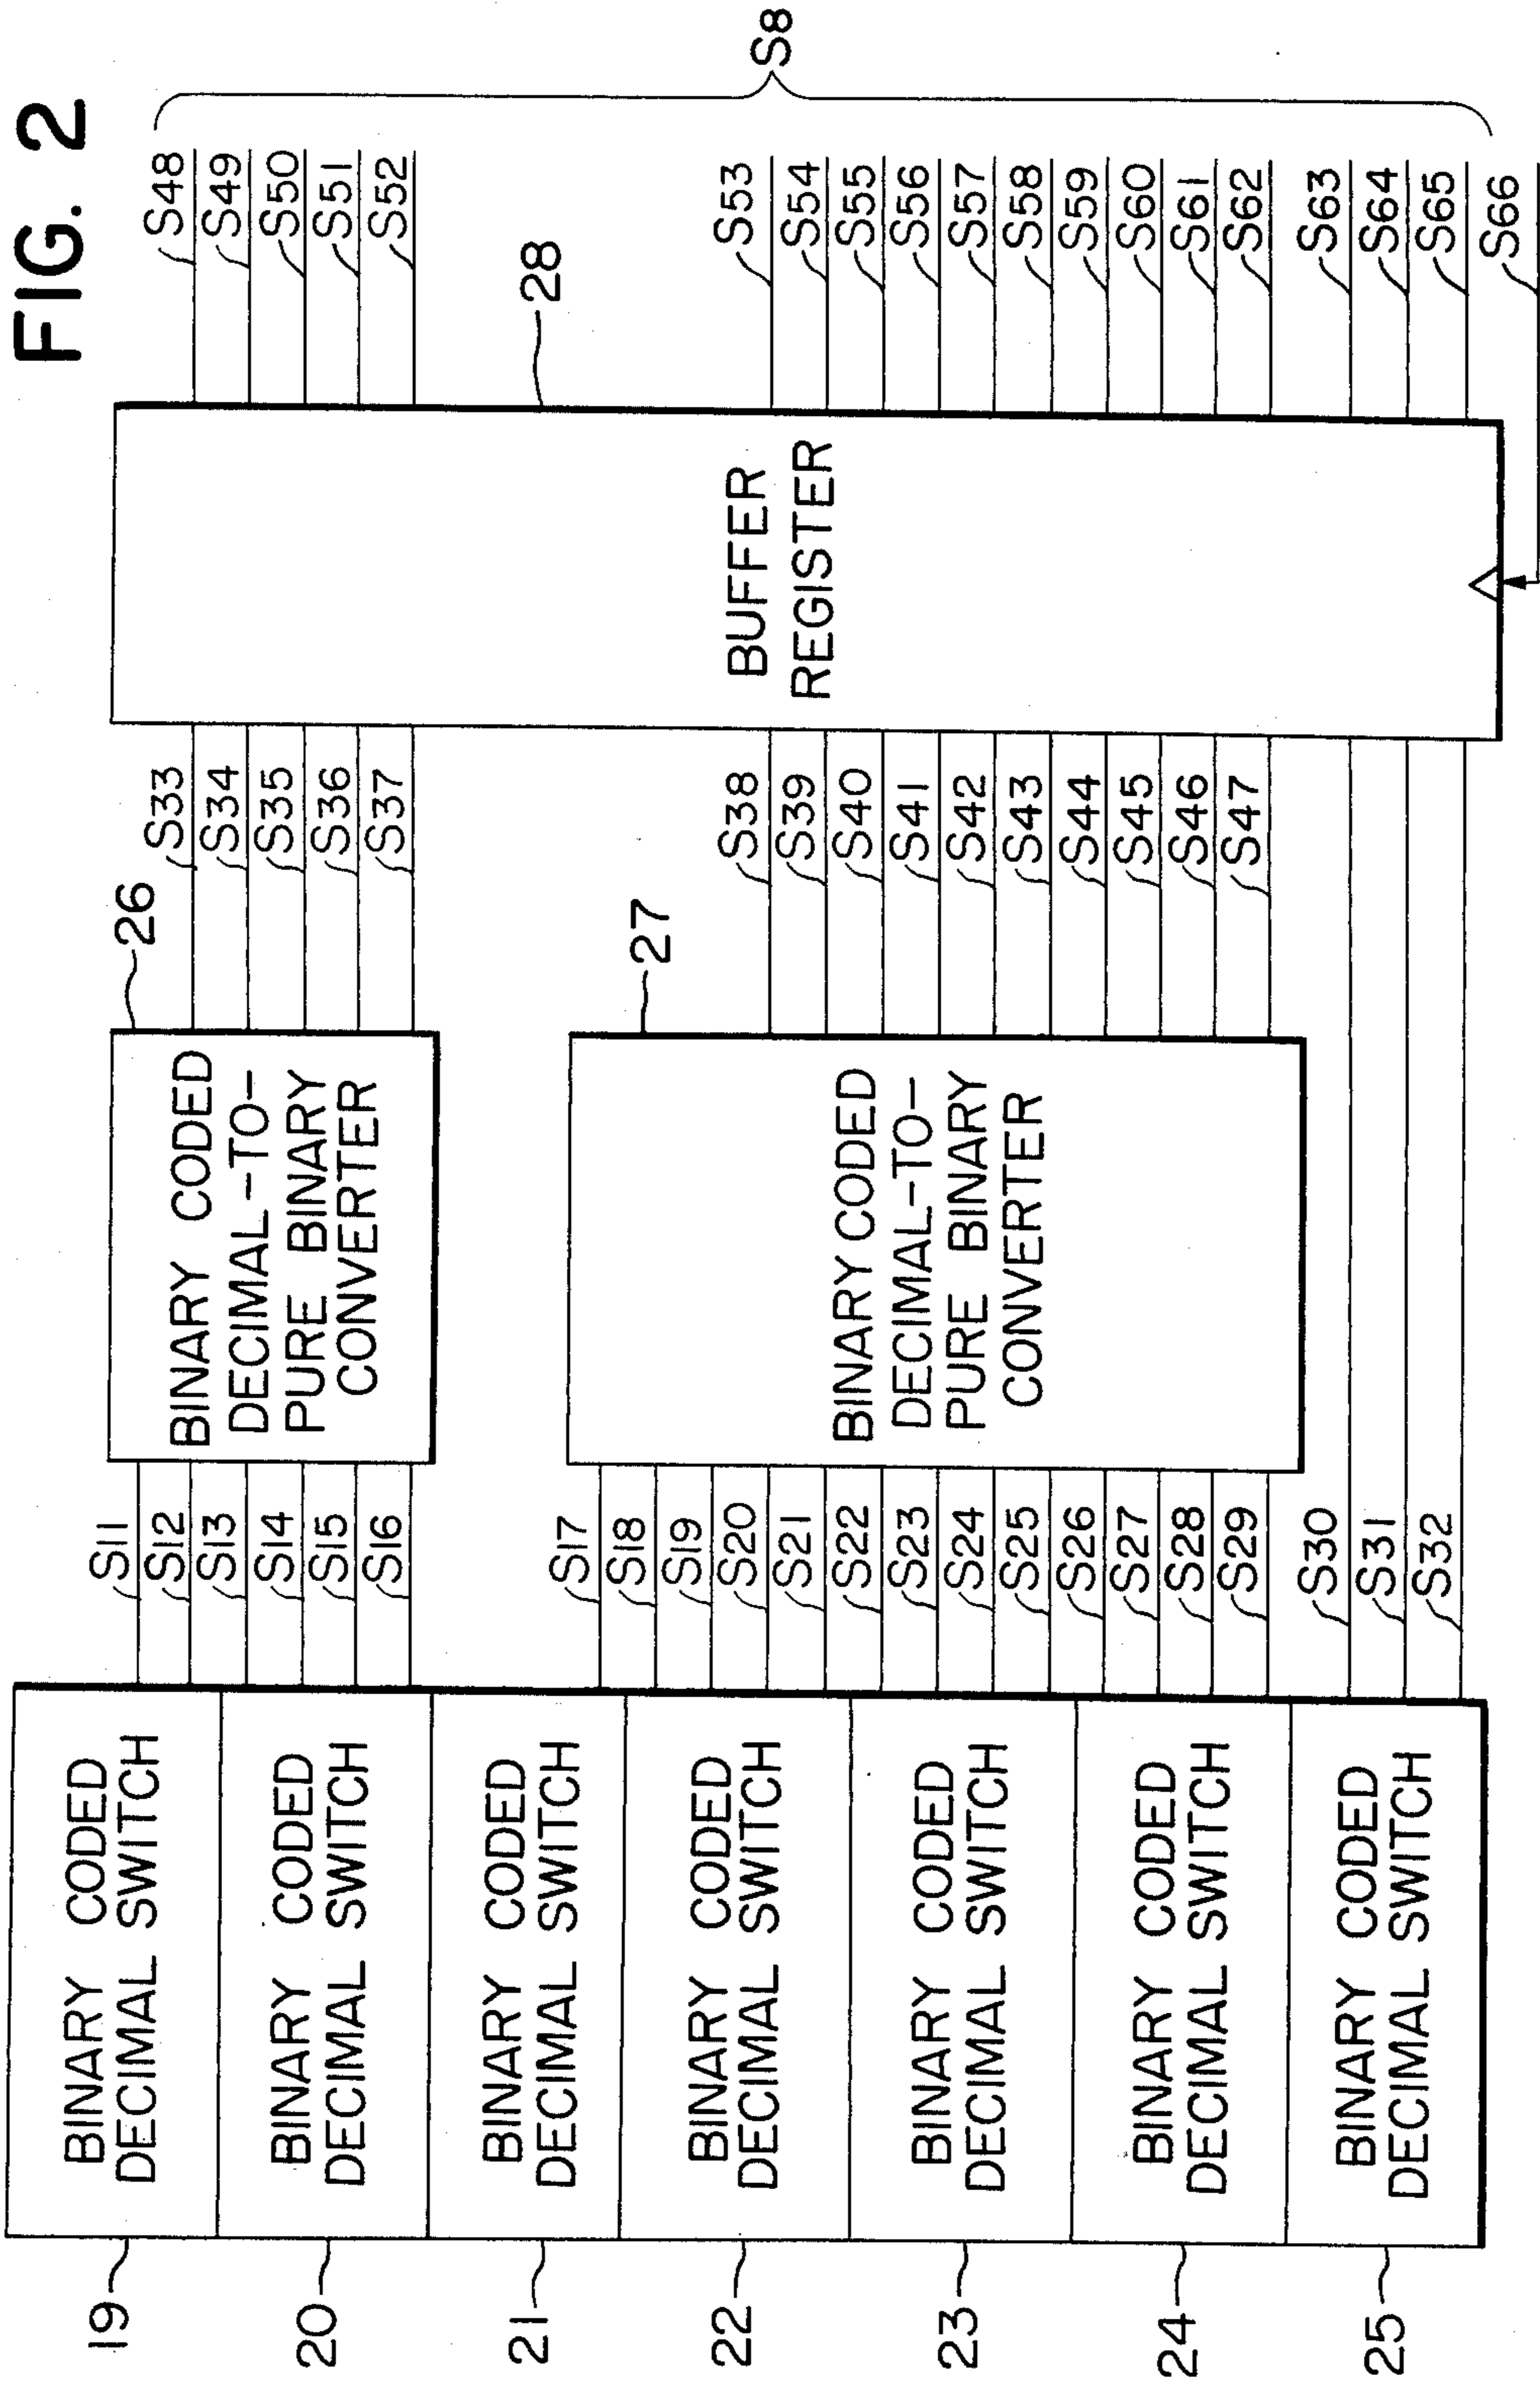 FIG. 2
19
BINARY CODED
DECIMAL SWITCH
20
BINARY CODED
DECIMAL SWITCH
21
BINARY CODED
DECIMAL SWITCH
22
BINARY CODED
DECIMAL SWITCH
23
BINARY CODED
DECIMAL SWITCH
24
BINARY CODED
DECIMAL SWITCH
25
BINARY CODED
DECIMAL SWITCH
S11
S12
S13
S14
S15
S16
S17
S18
S19
S20
S21
S22
S23
S24
S25
S26
S27
S28
S29
S30
S31
S32
26
BINARY CODED
DECIMAL-TO-
PURE BINARY
CONVERTER
27
BINARY CODED
DECIMAL-TO-
PURE BINARY
CONVERTER
S33
S34
S35
S36
S37
S38
S39
S40
S41
S42
S43
S44
S45
S46
S47
28
BUFFER
REGISTER
S48
S49
S50
S51
S52
S53
S54
S55
S56
S57
S58
S59
S60
S61
S62
S63
S64
S65
S66
S8